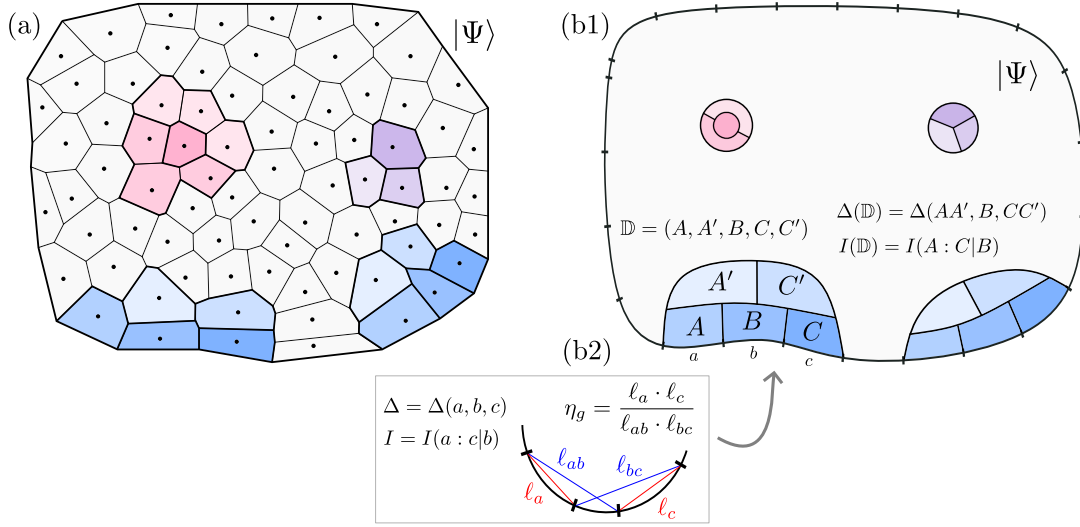 (a)
|Ψ⟩
(b1)
|Ψ⟩
𝔻 = (A, A′, B, C, C′)
Δ(𝔻) = Δ(AA′, B, CC′)
I(𝔻) = I(A : C|B)
A′ C′
A B C
a b c
(b2)
Δ = Δ(a, b, c)
I = I(a : c|b)
η_g = ℓ_a · ℓ_c / ℓ_ab · ℓ_bc
ℓ_ab ℓ_bc
ℓ_a ℓ_c